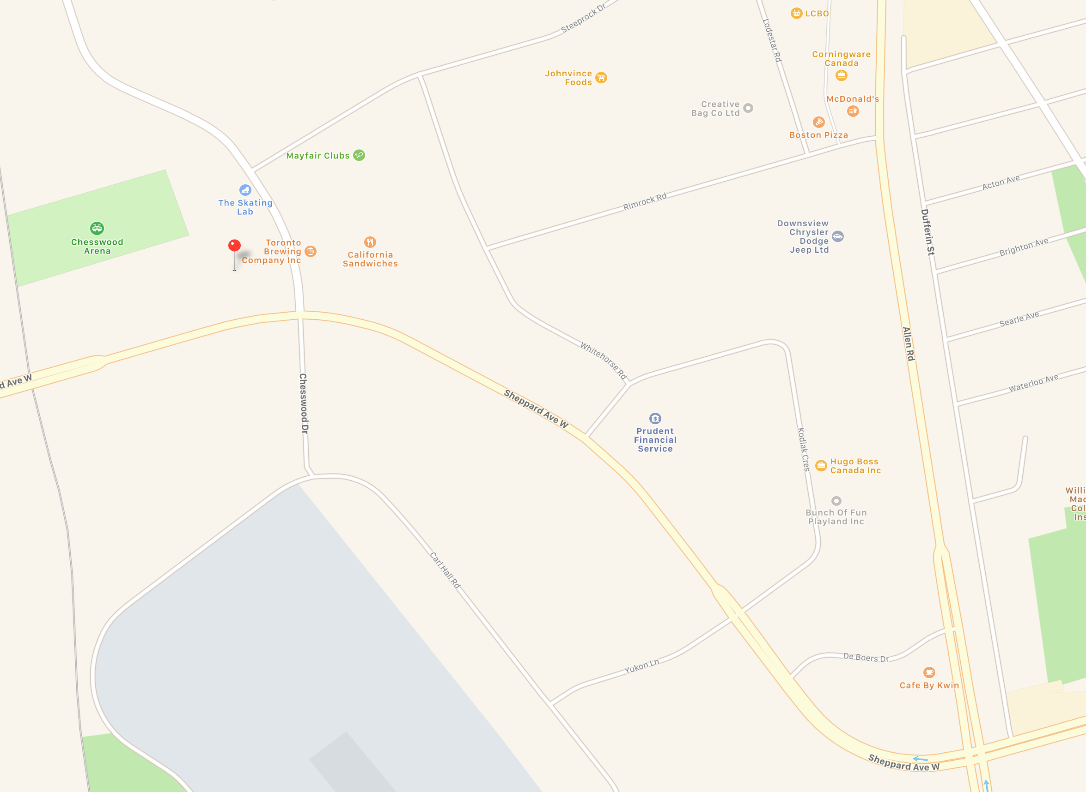 Steeprock Dr
Lodestar Rd
LCBO
Corningware
Canada
Johnvince
Foods
McDonald's
Creative
Bag Co Ltd
Boston Pizza
Mayfair Clubs
The Skating
Lab
Rimrock Rd
Acton Ave
Dufferin St
Chesswood
Arena
Toronto
Brewing
Company Inc
California
Sandwiches
Downsview
Chrysler
Dodge
Jeep Ltd
Brighton Ave
Searle Ave
Allen Rd
Whitehorse Rd
d Ave W
Chesswood Dr
Sheppard Ave W
Waterloo Ave
Prudent
Financial
Service
Kodiak Cres
Hugo Boss
Canada Inc
Bunch Of Fun
Playland Inc
Willi
Mac
Col
Ins
Carl Hall Rd
Yukon Ln
De Boers Dr
Cafe By Kwin
Sheppard Ave W